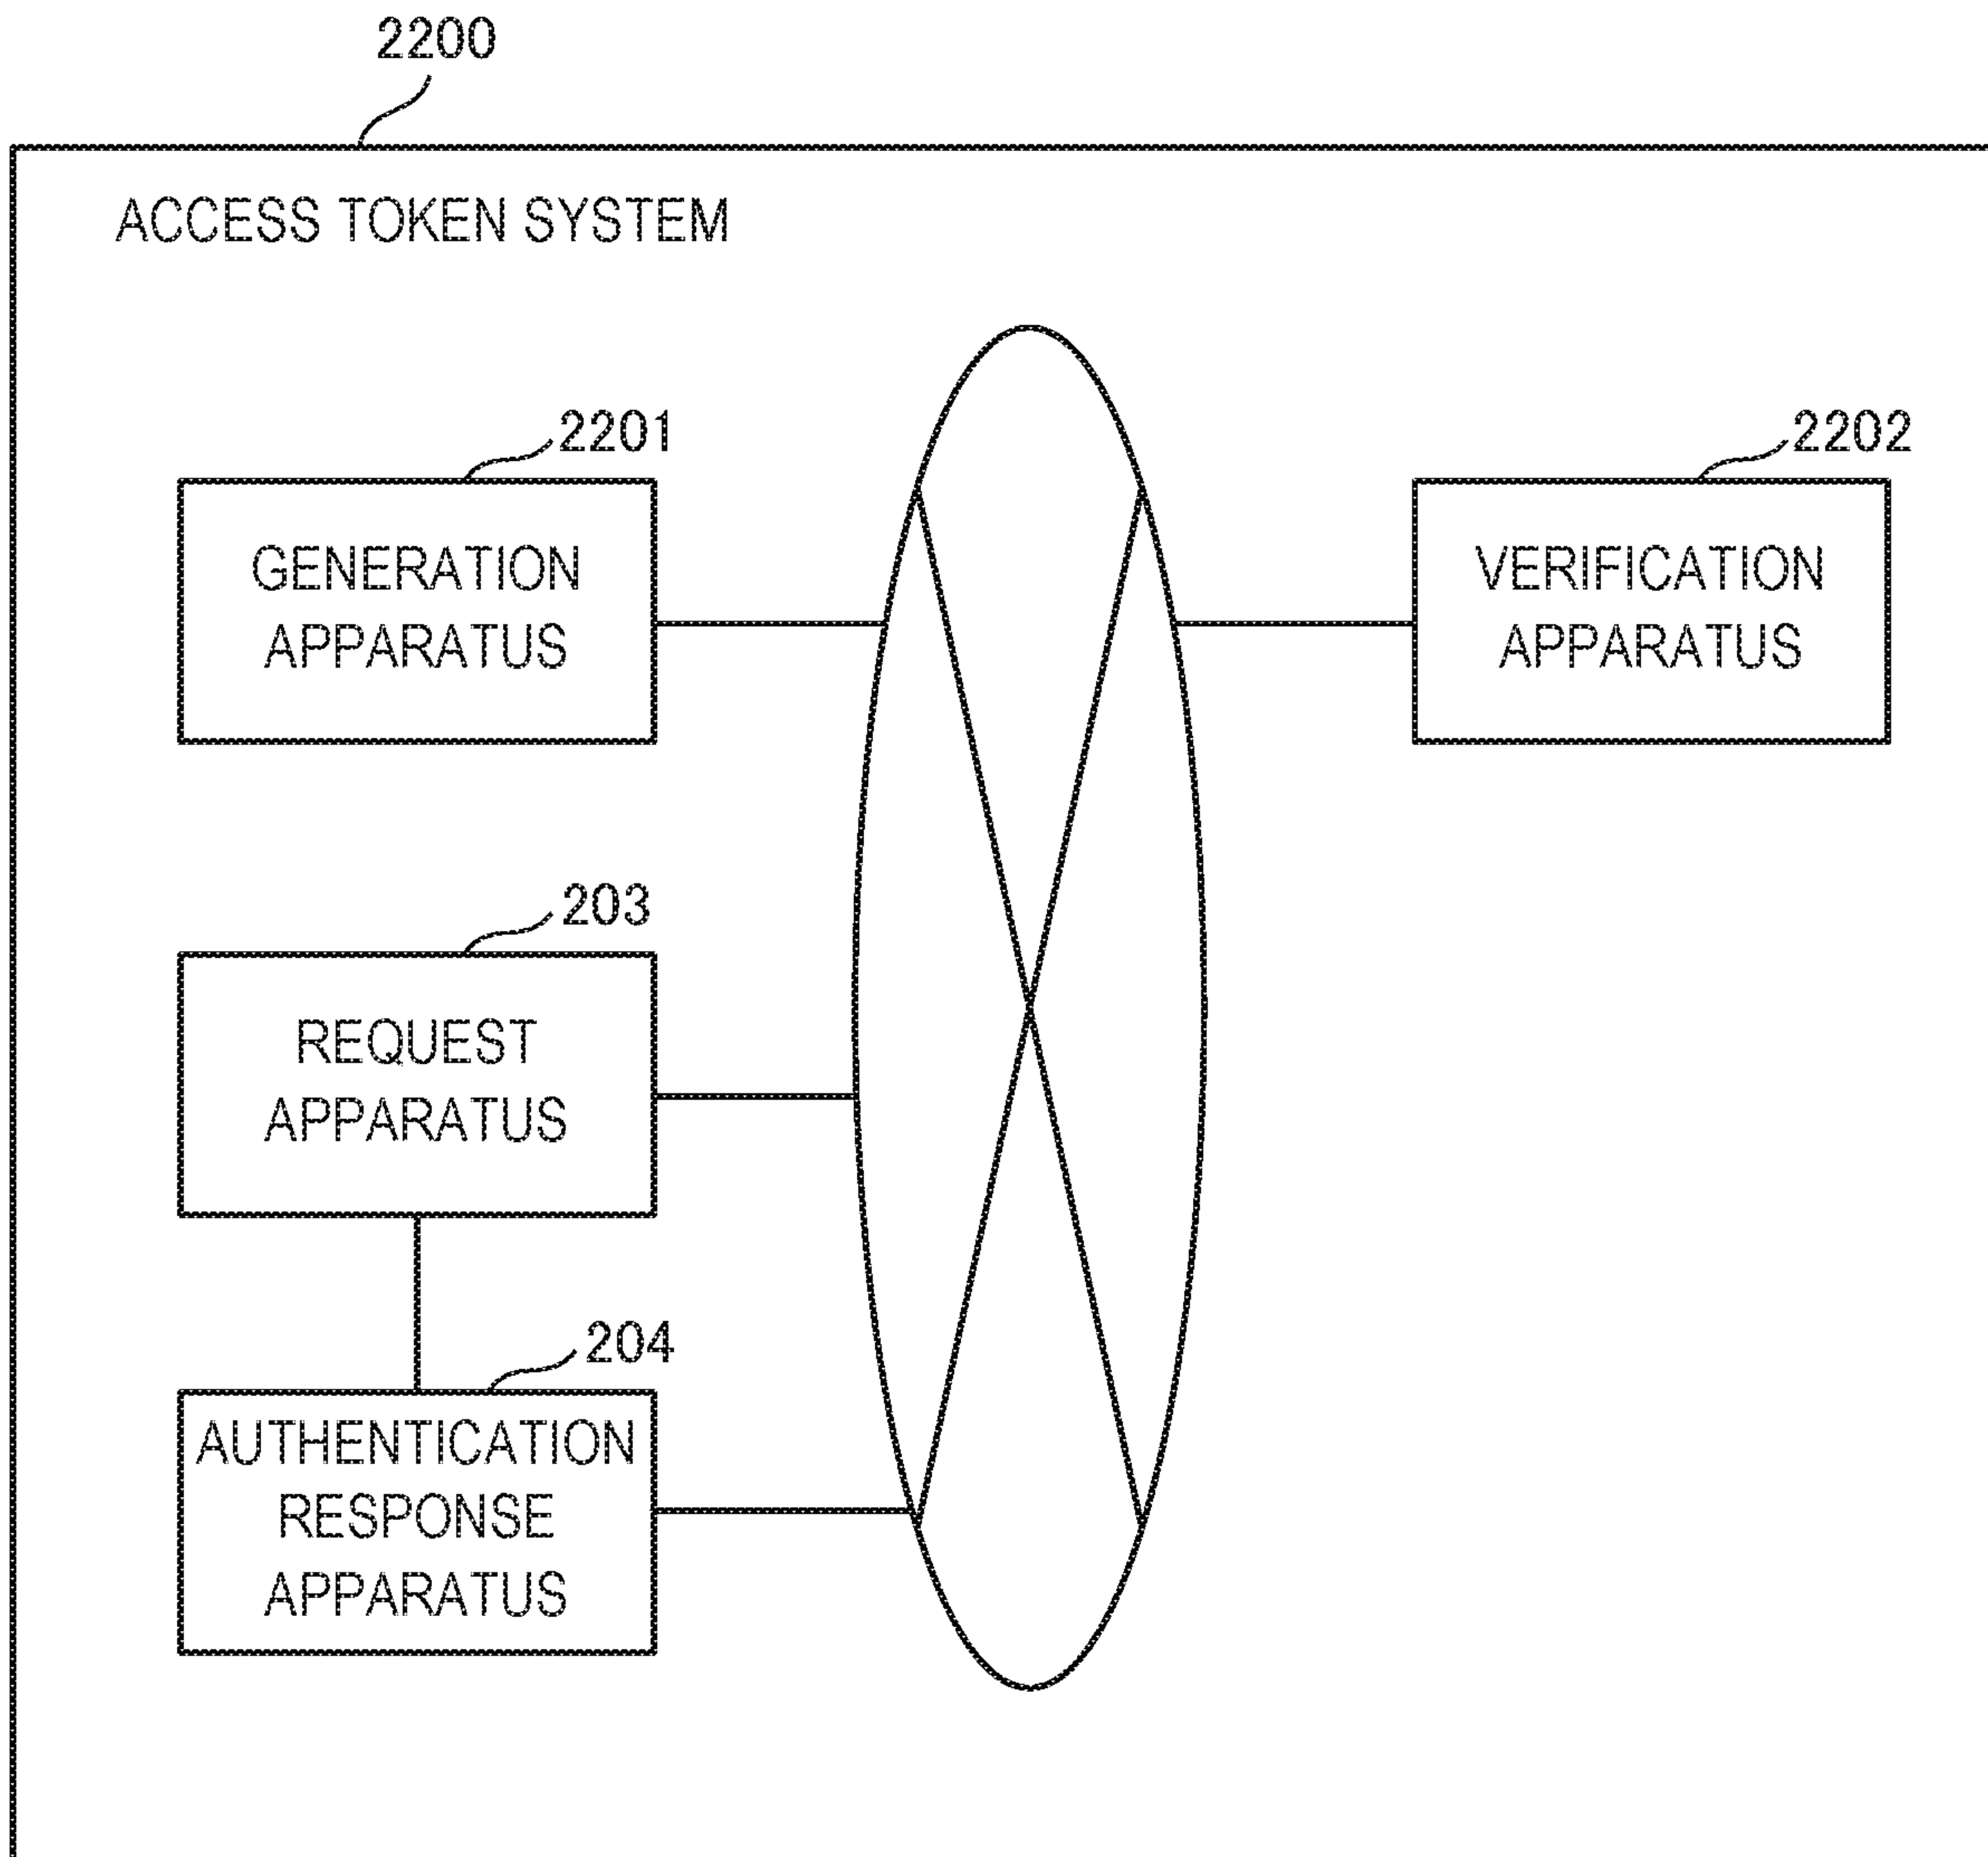 2200
ACCESS TOKEN SYSTEM
2201
GENERATION
APPARATUS
2202
VERIFICATION
APPARATUS
203
REQUEST
APPARATUS
204
AUTHENTICATION
RESPONSE
APPARATUS